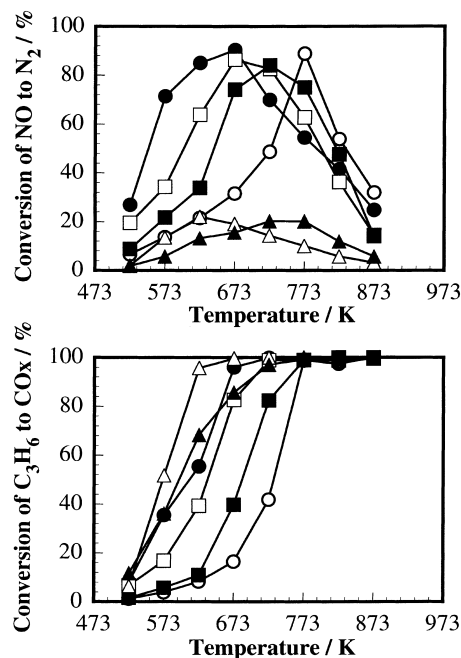 Conversion of NO to N2 / %
100
80
60
40
20
0
473 573 673 773 873 973
Temperature / K
Conversion of C3H6 to COx / %
100
80
60
40
20
0
473 573 673 773 873 973
Temperature / K